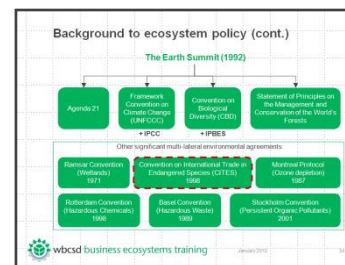 Background to ecosystem policy (cont.)
The Earth Summit (1992)
Agenda 21
Framework
Convention on
Climate Change
(UNFCCC)
Convention on
Biological
Diversity (CBD)
Statement of Principles on
the Management and
Conservation of the World's
Forests
+ IPCC
+ IPBES
Other significant multi-lateral environmental agreements
Ramsar Convention
(Wetlands)
1971
Convention on International Trade in
Endangered Species (CITES)
1998
Montreal Protocol
(Ozone depletion)
1987
Rotterdam Convention
(Hazardous Chemicals)
1998
Basel Convention
(Hazardous Waste)
1989
Stockholm Convention
(Persistent Organic Pollutants)
2001
wbcsd business ecosystems training
January 2012